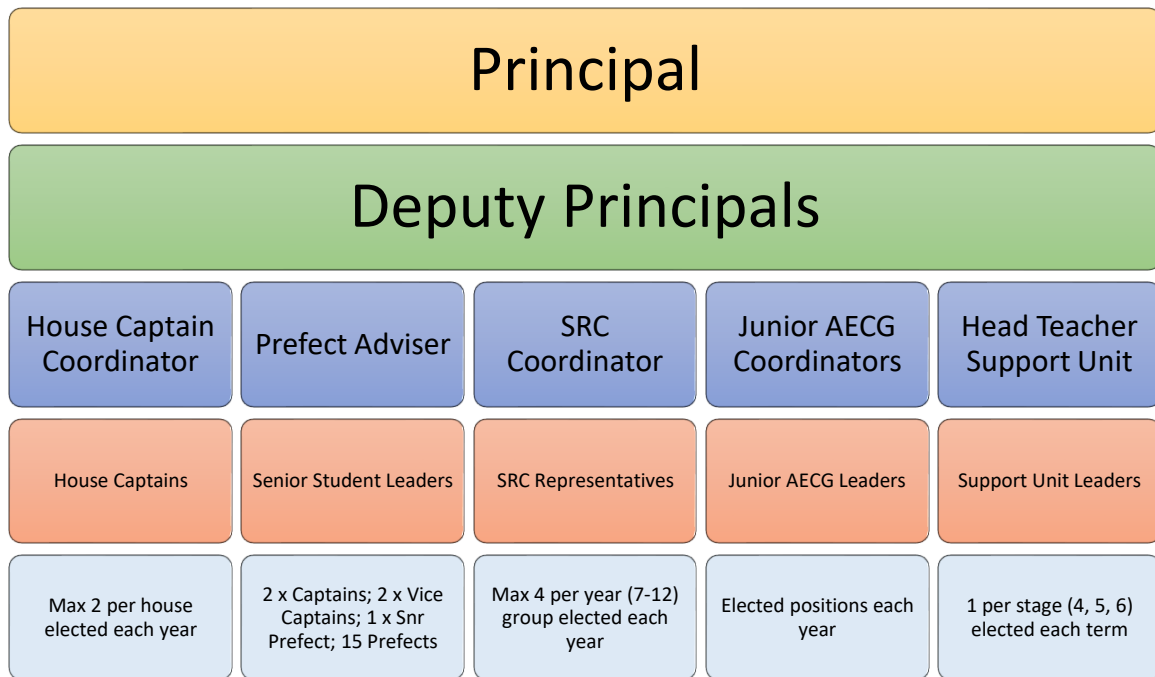 Principal
Deputy Principals
House Captain
Coordinator
Prefect Adviser
SRC
Coordinator
Junior AECG
Coordinators
Head Teacher
Support Unit
House Captains
Senior Student Leaders
SRC Representatives
Junior AECG Leaders
Support Unit Leaders
Max 2 per house
elected each year
2 x Captains; 2 x Vice
Captains; 1 x Snr
Prefect; 15 Prefects
Max 4 per year (7-12)
group elected each
year
Elected positions each
year
1 per stage (4, 5, 6)
elected each term